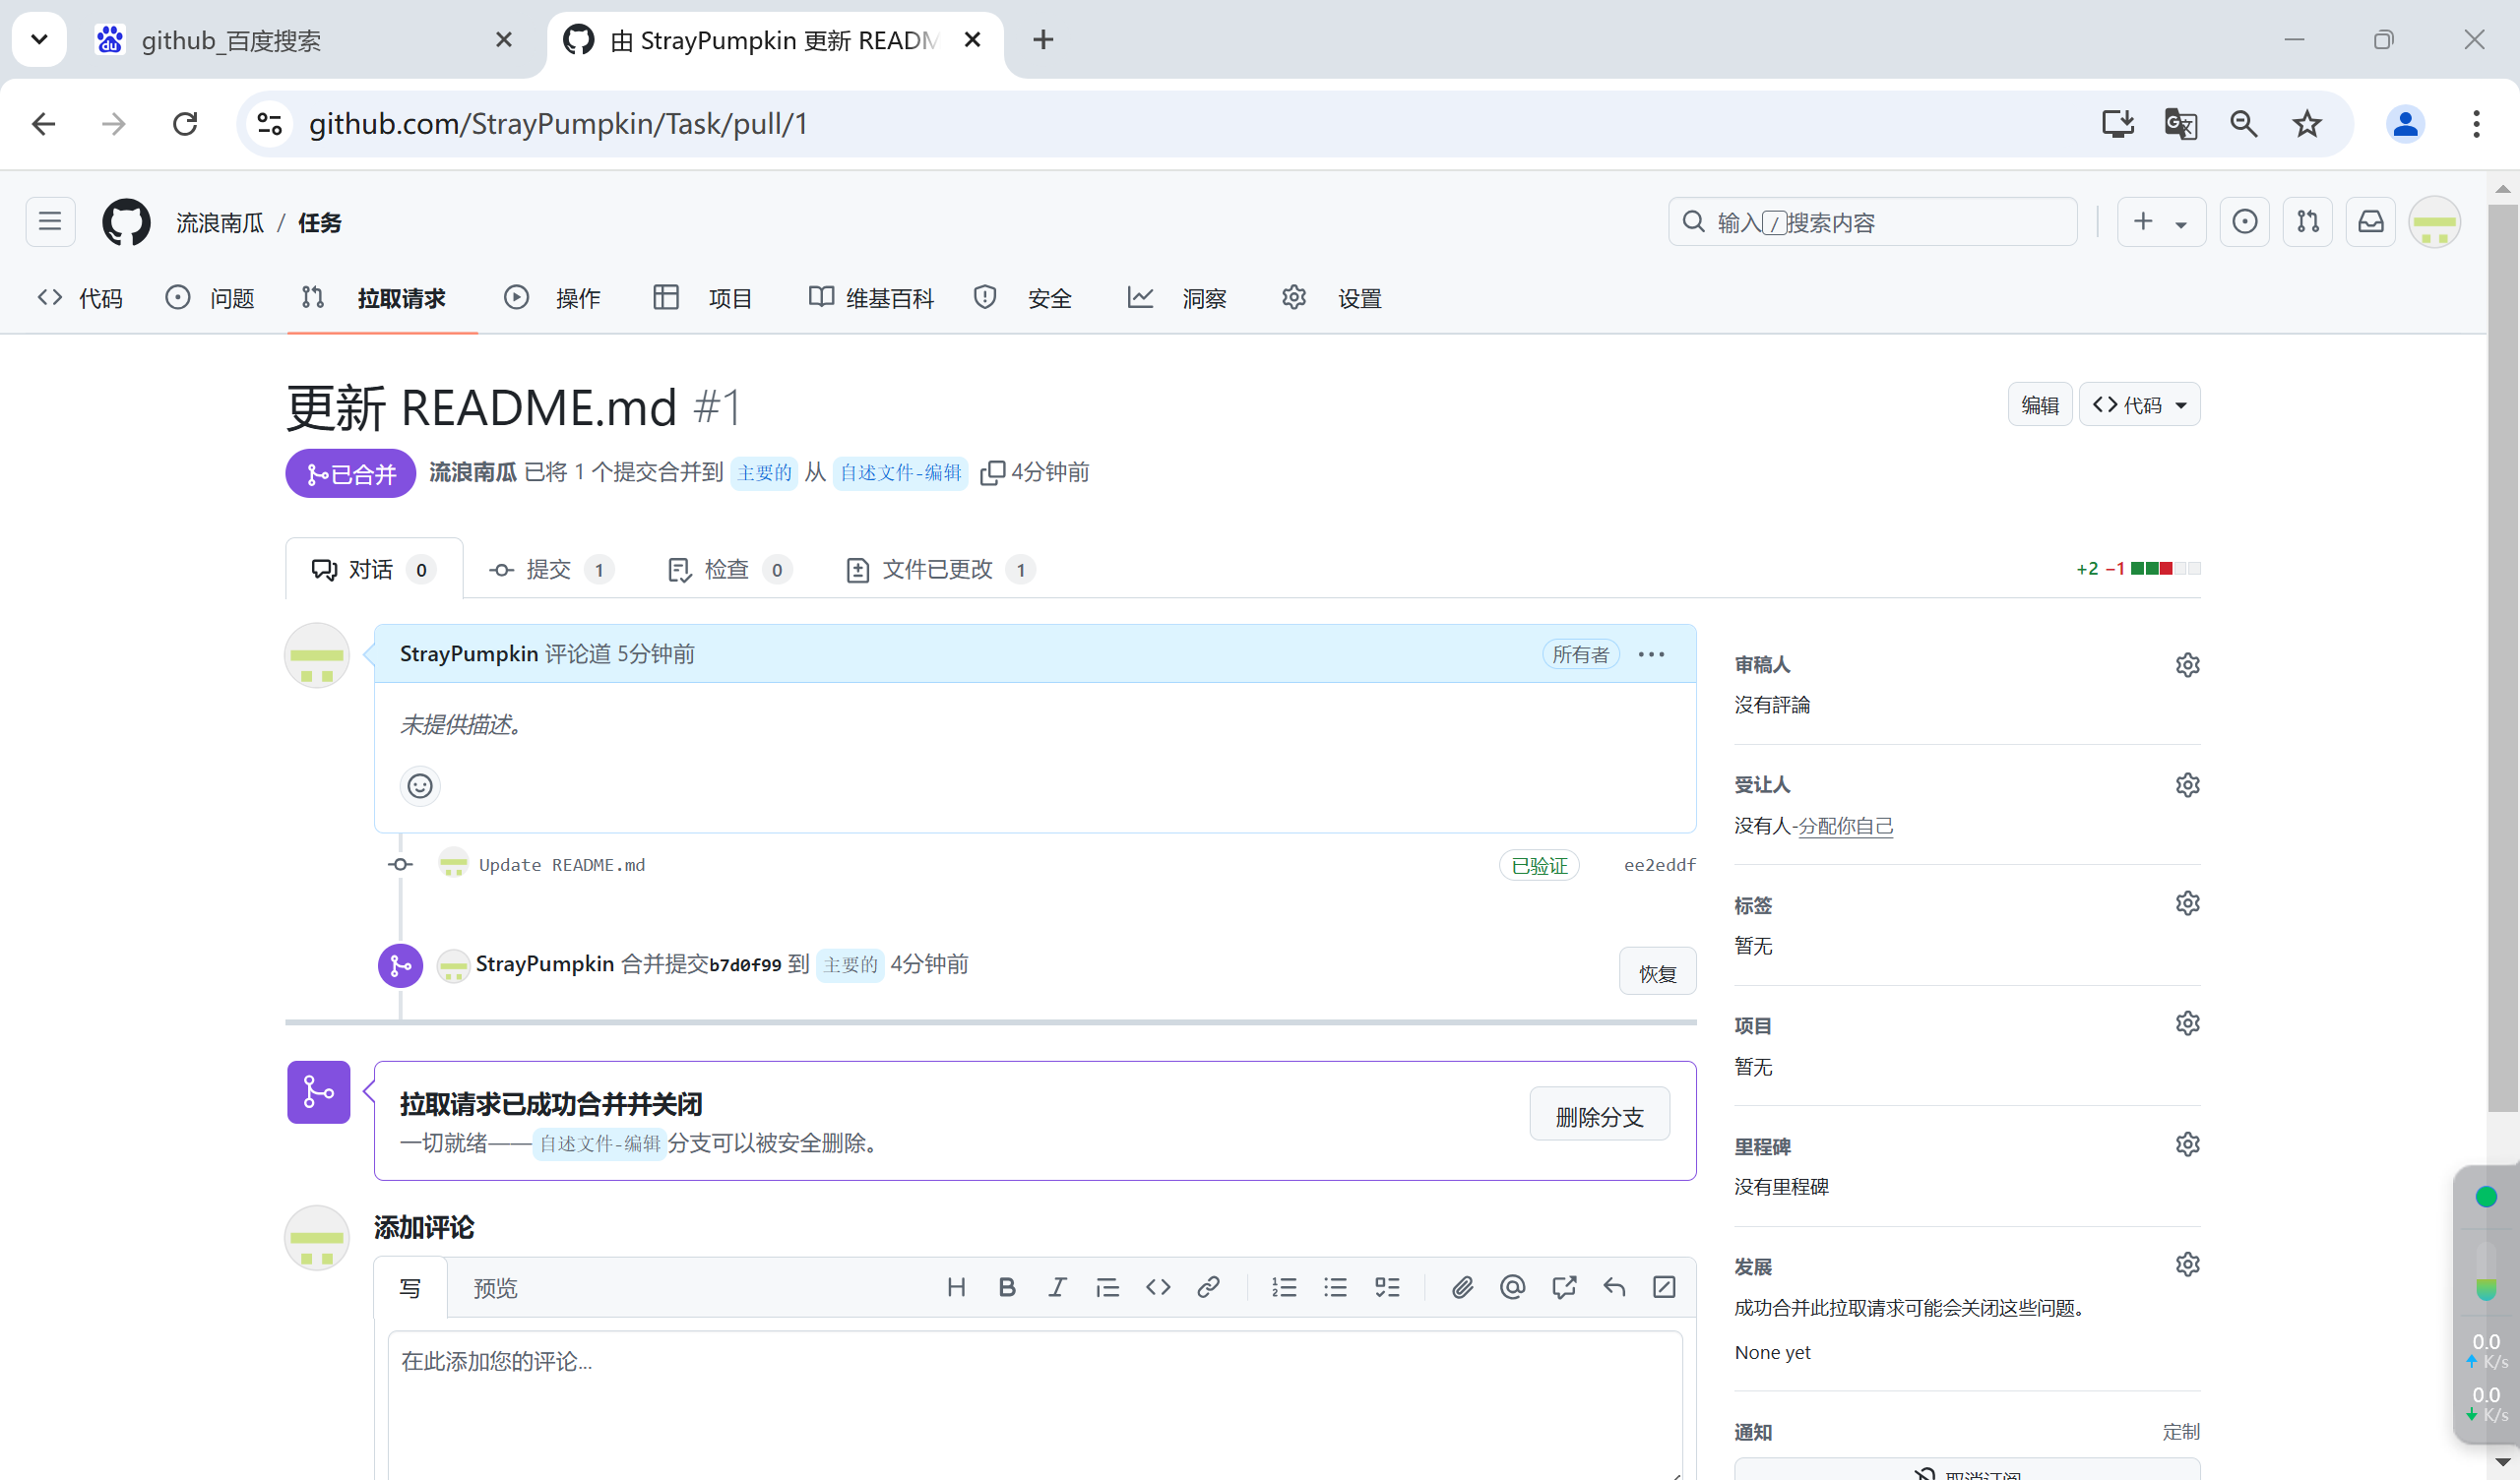 github_百度搜索
由 StrayPumpkin 更新 READM
github.com/StrayPumpkin/Task/pull/1
流浪南瓜 / 任务
输入 / 搜索内容
代码 问题 拉取请求 操作 项目 维基百科 安全 洞察 设置
更新 README.md #1
编辑 代码
已合并 流浪南瓜 已将 1 个提交合并到 主要的 从 自述文件-编辑 4分钟前
对话 0 提交 1 检查 0 文件已更改 1
+2 −1
StrayPumpkin 评论道 5分钟前 所有者
未提供描述。
Update README.md 已验证 ee2eddf
StrayPumpkin 合并提交b7d0f99 到 主要的 4分钟前
恢复
拉取请求已成功合并并关闭
一切就绪——自述文件-编辑 分支可以被安全删除。
删除分支
添加评论
写 预览
在此添加您的评论...
审稿人
沒有評論
受让人
没有人-分配你自己
标签
暂无
项目
暂无
里程碑
没有里程碑
发展
成功合并此拉取请求可能会关闭这些问题。
None yet
通知 定制
取消订阅
0.0
K/s
0.0
K/s